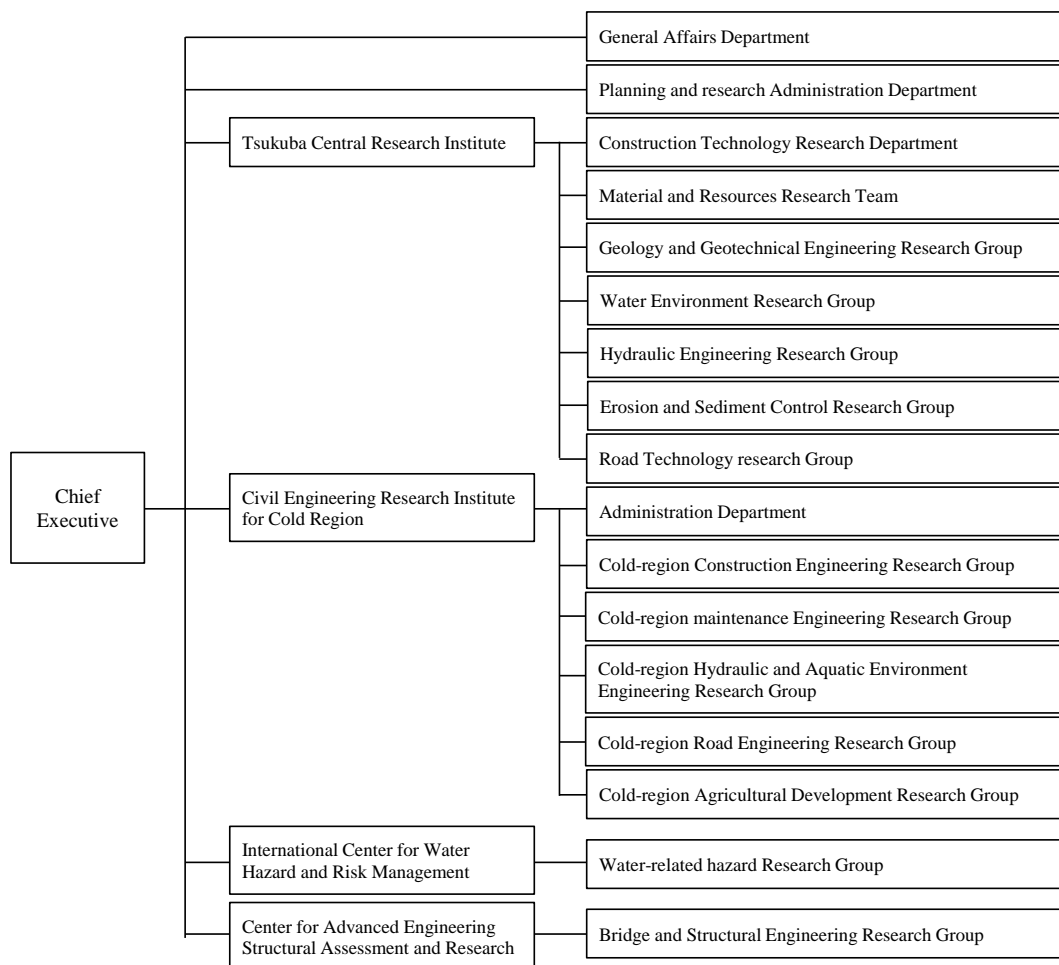 General Affairs Department
Planning and research Administration Department
Tsukuba Central Research Institute
Construction Technology Research Department
Material and Resources Research Team
Geology and Geotechnical Engineering Research Group
Water Environment Research Group
Hydraulic Engineering Research Group
Erosion and Sediment Control Research Group
Road Technology research Group
Chief
Executive
Civil Engineering Research Institute
for Cold Region
Administration Department
Cold-region Construction Engineering Research Group
Cold-region maintenance Engineering Research Group
Cold-region Hydraulic and Aquatic Environment
Engineering Research Group
Cold-region Road Engineering Research Group
Cold-region Agricultural Development Research Group
International Center for Water
Hazard and Risk Management
Water-related hazard Research Group
Center for Advanced Engineering
Structural Assessment and Research
Bridge and Structural Engineering Research Group